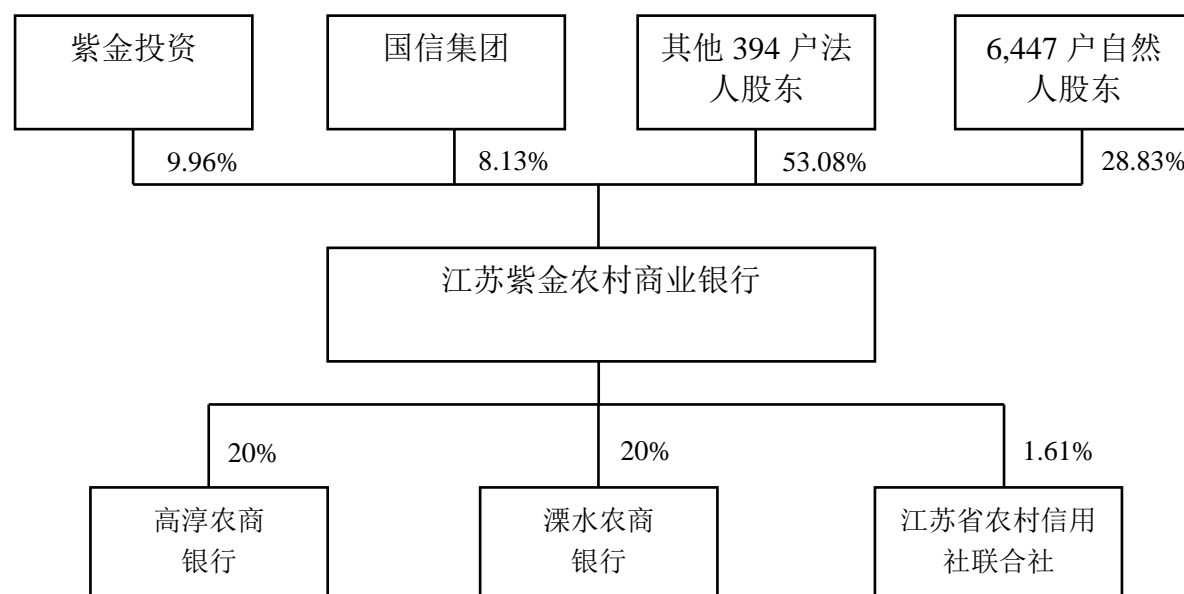 紫金投资
国信集团
其他 394 户法
人股东
6,447 户自然
人股东
9.96%
8.13%
53.08%
28.83%
江苏紫金农村商业银行
20%
20%
1.61%
高淳农商
银行
溧水农商
银行
江苏省农村信用
社联合社